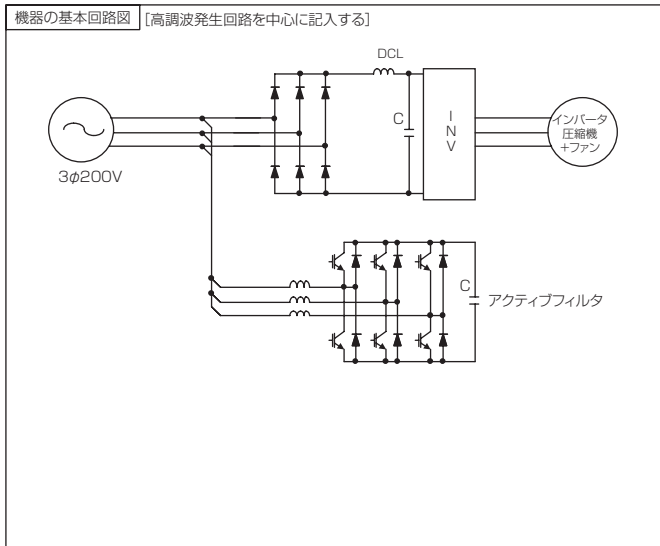 機器の基本回路図 [高調波発生回路を中心に記入する]
DCL
C
I
N
V
インバータ
圧縮機
+ファン
3φ200V
C
アクティブフィルタ